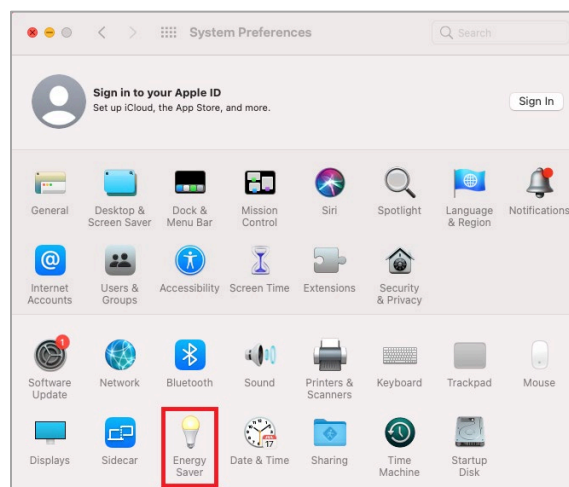 System Preferences
Search
Sign in to your Apple ID
Set up iCloud, the App Store, and more.
Sign In
General
Desktop &
Screen Saver
Dock &
Menu Bar
Mission
Control
Siri
Spotlight
Language
& Region
Notifications
Internet
Accounts
Users &
Groups
Accessibility
Screen Time
Extensions
Security
& Privacy
1
Software
Update
Network
Bluetooth
Sound
Printers &
Scanners
Keyboard
Trackpad
Mouse
17
Displays
Sidecar
Energy
Saver
Date & Time
Sharing
Time
Machine
Startup
Disk